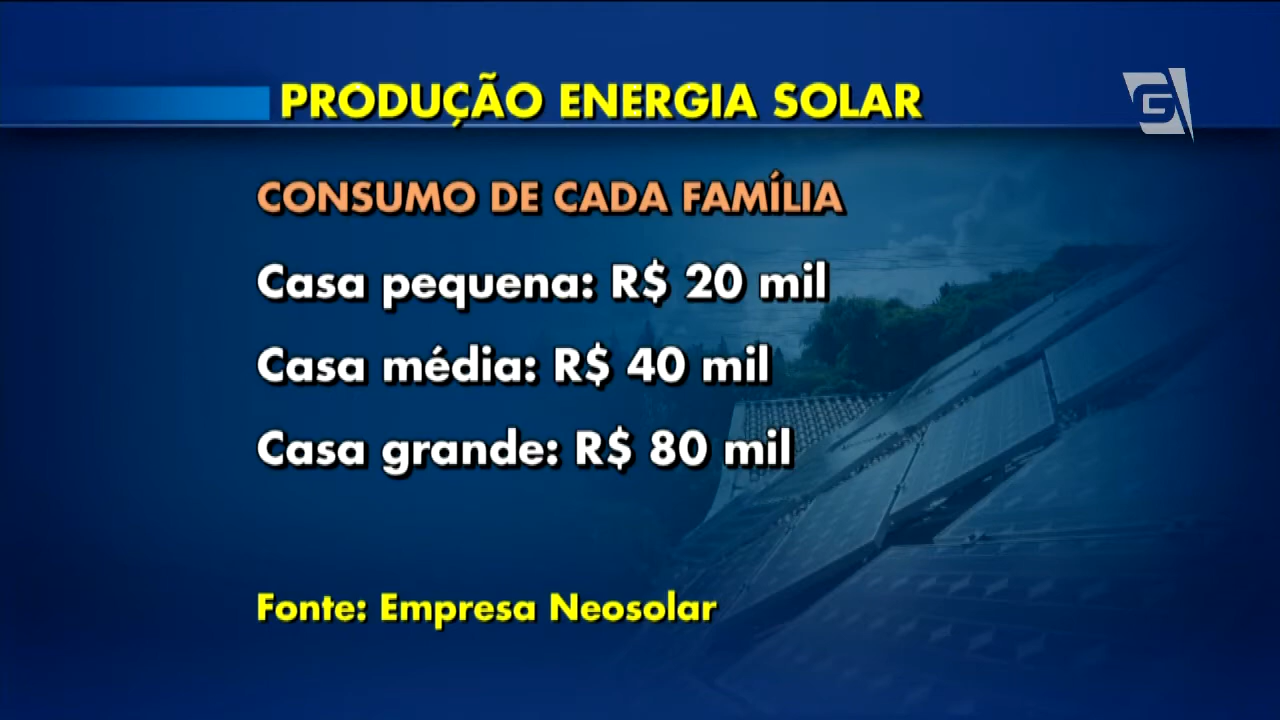 PRODUÇÃO ENERGIA SOLAR
CONSUMO DE CADA FAMÍLIA
Casa pequena: R$ 20 mil
Casa média: R$ 40 mil
Casa grande: R$ 80 mil
Fonte: Empresa Neosolar